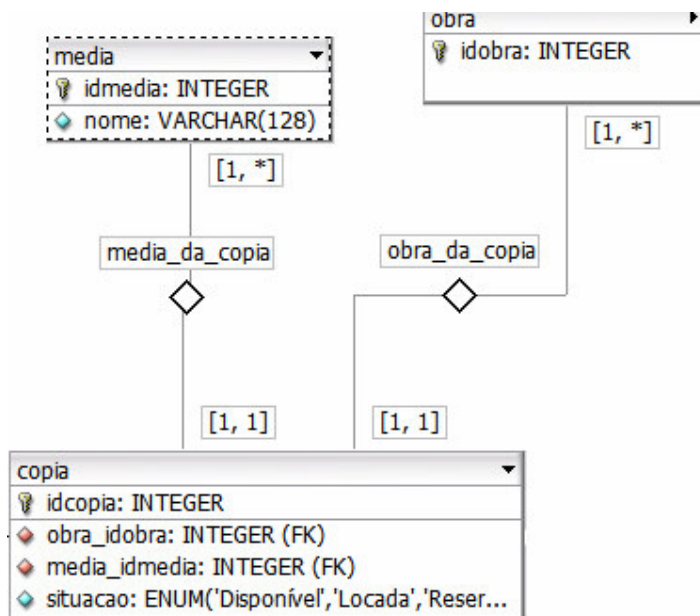 media
idmedia: INTEGER
nome: VARCHAR(128)
obra
idobra: INTEGER
[1, *]
[1, *]
media_da_copia
obra_da_copia
[1, 1]
[1, 1]
copia
idcopia: INTEGER
obra_idobra: INTEGER (FK)
media_idmedia: INTEGER (FK)
situacao: ENUM('Disponível','Locada','Reser...